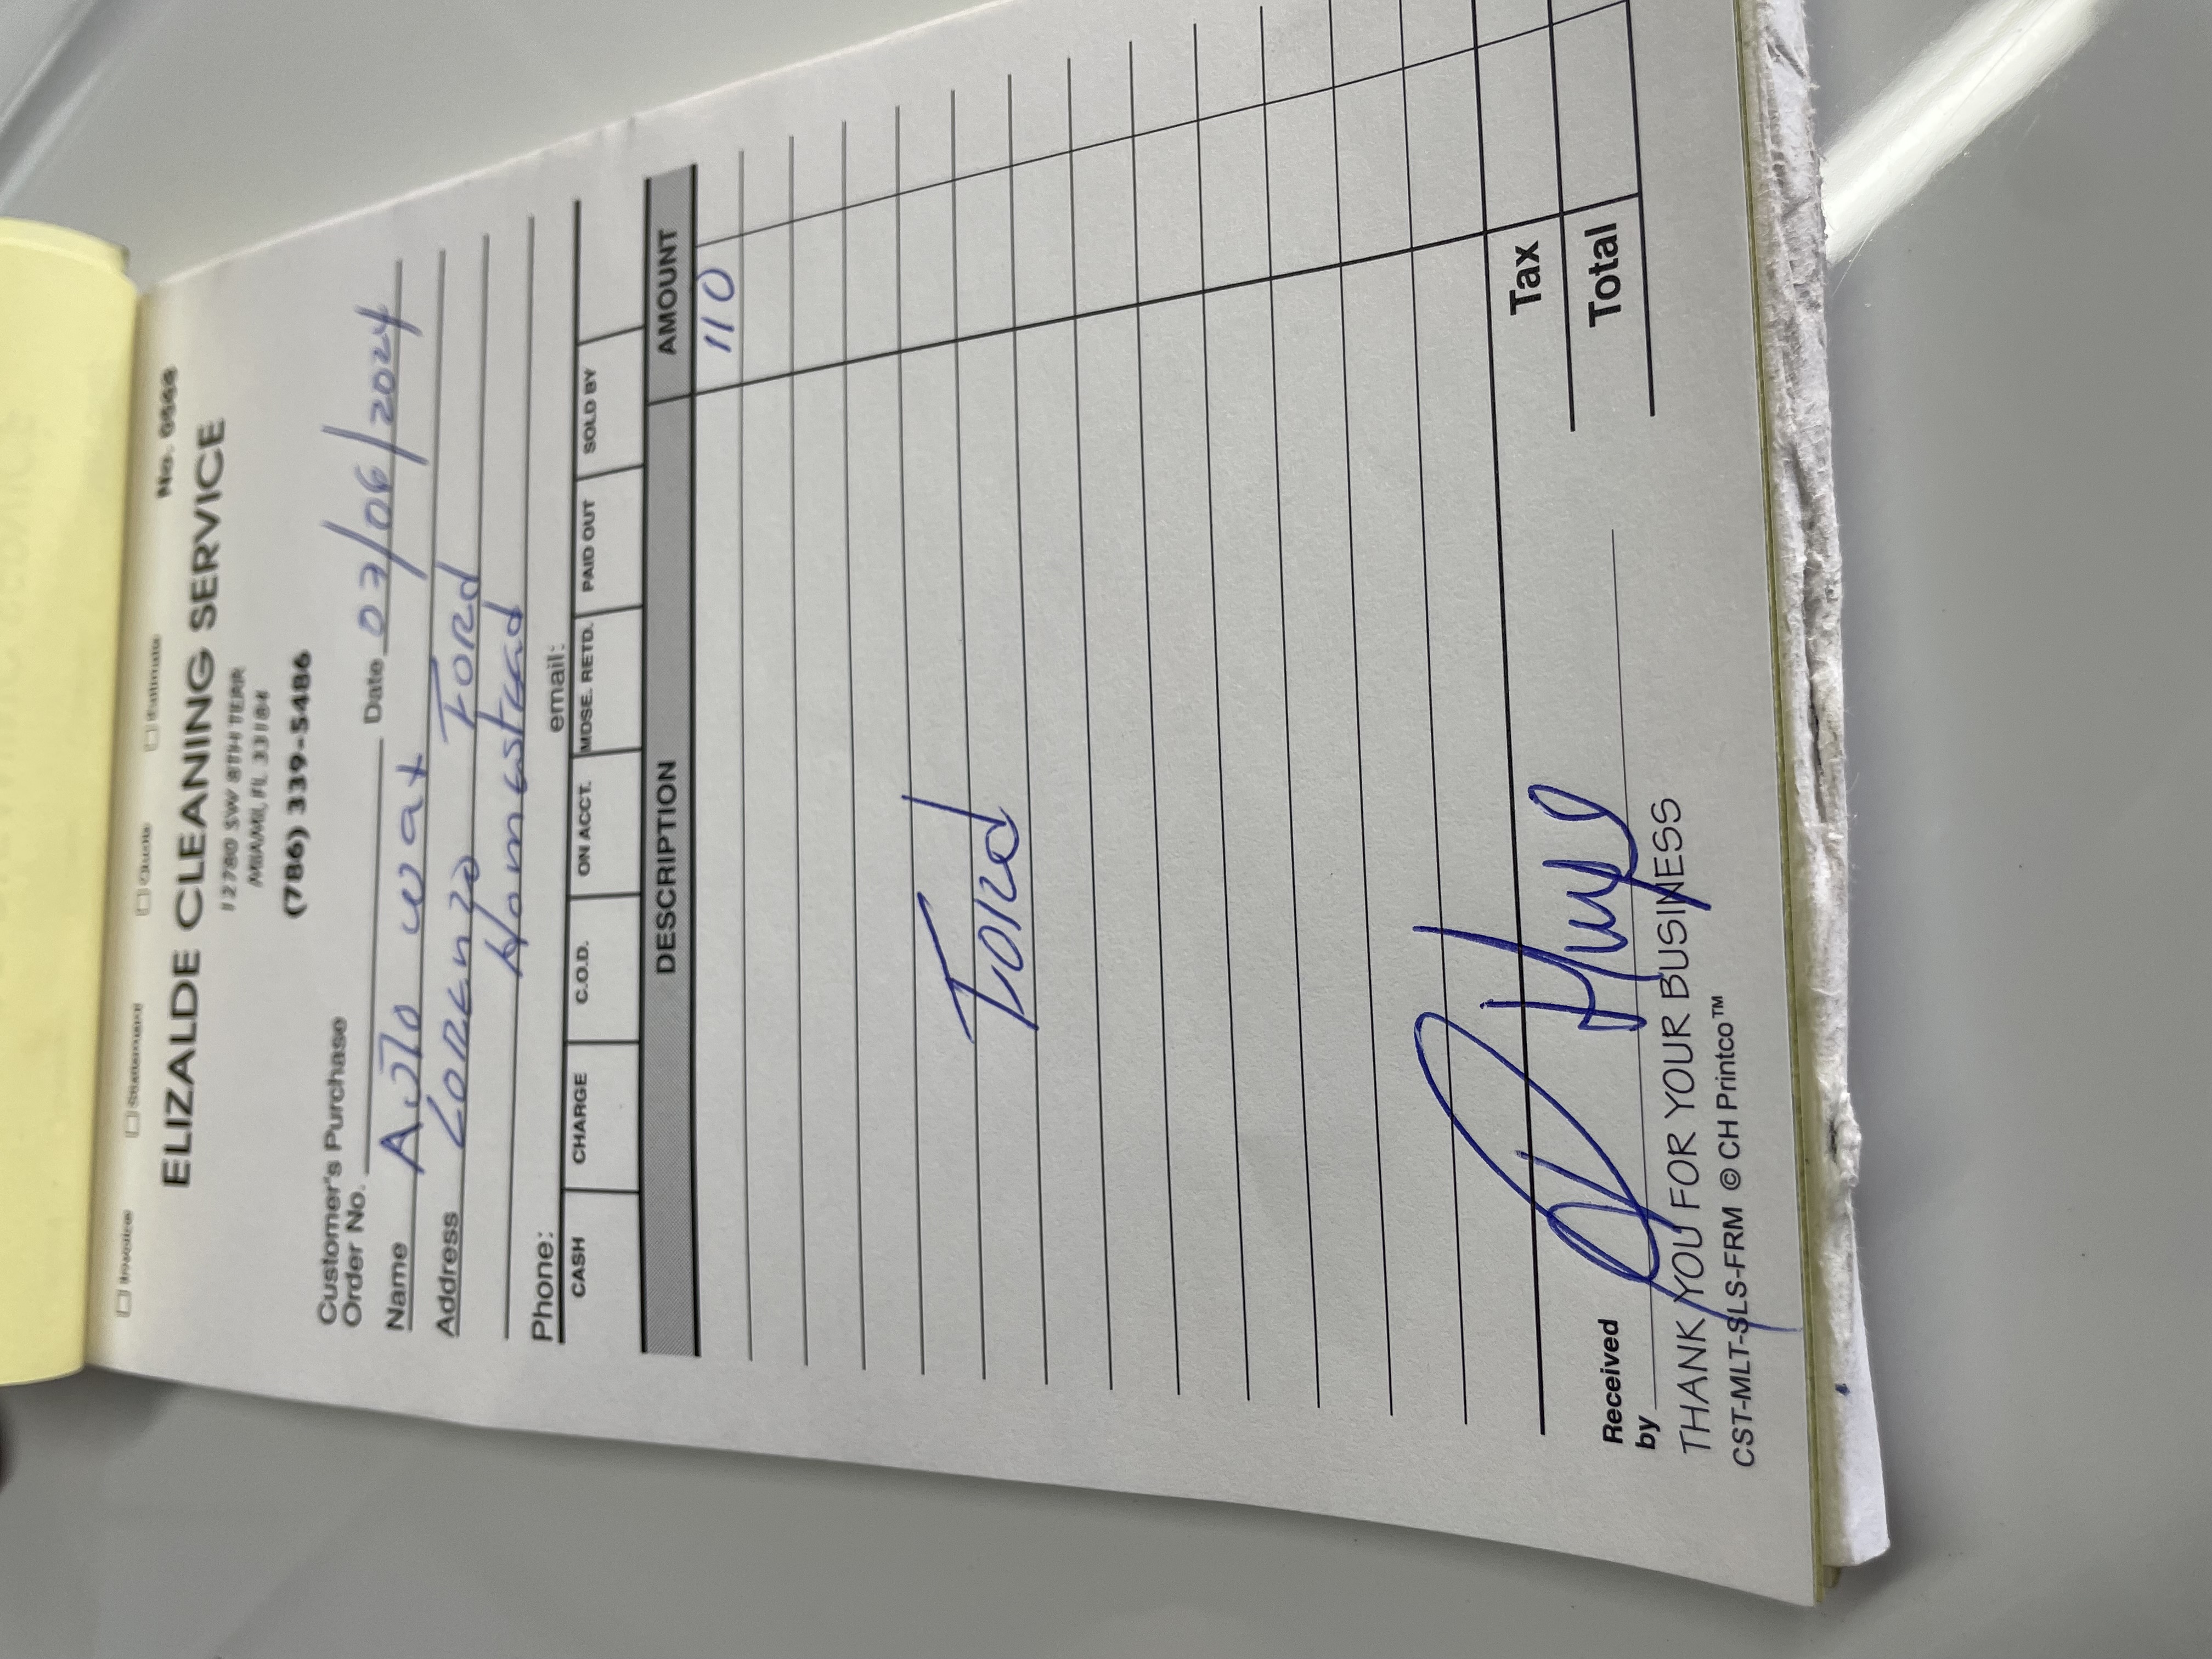 ☐ Invoice ☐ Statement ☐ Quote ☐ Estimate No.
ELIZALDE CLEANING SERVICE
12780 SW 8TH TERR
MIAMI, FL 33184
(786) 339-5486
Customer's Purchase
Order No. Date 03/06/2024
Name Auto wax
Address Lorenzo Ford
Homestead
Phone: email:
CASH CHARGE C.O.D. ON ACCT. MDSE. RETD. PAID OUT SOLD BY
DESCRIPTION AMOUNT
110
Ford
Tax
Received
by Total
THANK YOU FOR YOUR BUSINESS
CST-MLT-SLS-FRM © CH Printco™